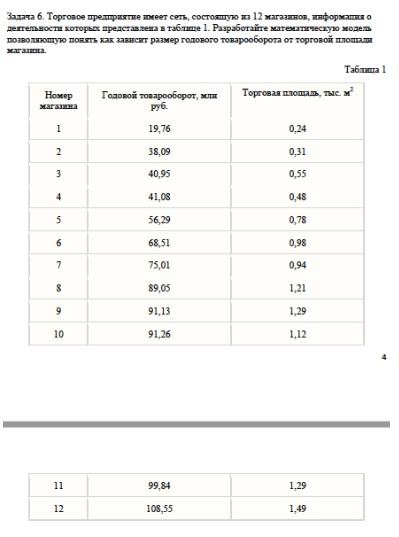 Задача 6. Торговое предприятие имеет сеть, состоящую из 12 магазинов, информация о
деятельности которых представлена в таблице 1. Разработайте математическую модель
позволяющую понять как зависит размер годового товарооборота от торговой площади
магазина.
Таблица 1
Номер магазина Годовой товарооборот, млн руб. Торговая площадь, тыс. м²
1 19,76 0,24
2 38,09 0,31
3 40,95 0,55
4 41,08 0,48
5 56,29 0,78
6 68,51 0,98
7 75,01 0,94
8 89,05 1,21
9 91,13 1,29
10 91,26 1,12
4
11 99,84 1,29
12 108,55 1,49